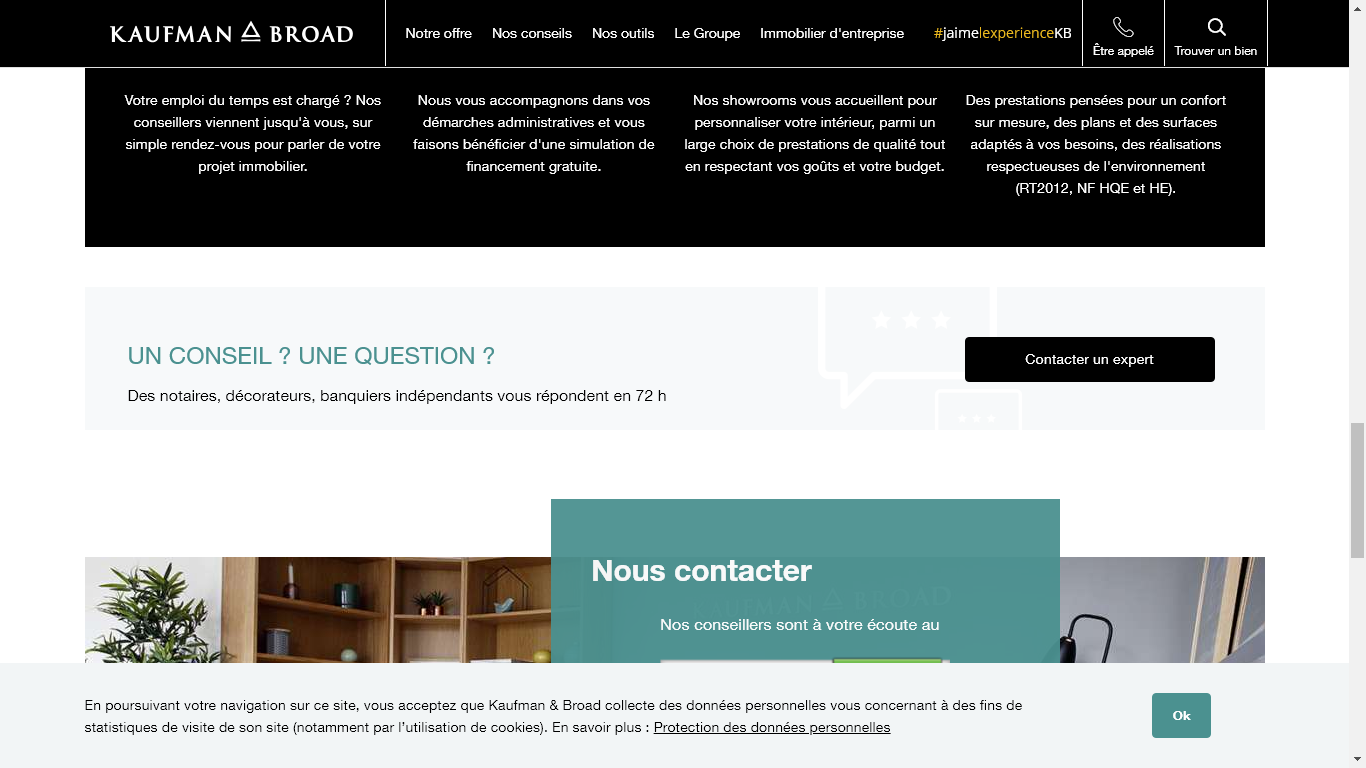 KAUFMAN BROAD
Notre offre
Nos conseils
Nos outils
Le Groupe
Immobilier d'entreprise
#jaimelexperienceKB
Être appelé
Trouver un bien
Votre emploi du temps est chargé ? Nos
conseillers viennent jusqu'à vous, sur
simple rendez-vous pour parler de votre
projet immobilier.
Nous vous accompagnons dans vos
démarches administratives et vous
faisons bénéficier d'une simulation de
financement gratuite.
Nos showrooms vous accueillent pour
personnaliser votre intérieur, parmi un
large choix de prestations de qualité tout
en respectant vos goûts et votre budget.
Des prestations pensées pour un confort
sur mesure, des plans et des surfaces
adaptés à vos besoins, des réalisations
respectueuses de l'environnement
(RT2012, NF HQE et HE).
UN CONSEIL ? UNE QUESTION ?
Des notaires, décorateurs, banquiers indépendants vous répondent en 72 h
Contacter un expert
Nous contacter
KAUFMAN BROAD
Nos conseillers sont à votre écoute au
En poursuivant votre navigation sur ce site, vous acceptez que Kaufman & Broad collecte des données personnelles vous concernant à des fins de
statistiques de visite de son site (notamment par l'utilisation de cookies). En savoir plus : Protection des données personnelles
Ok